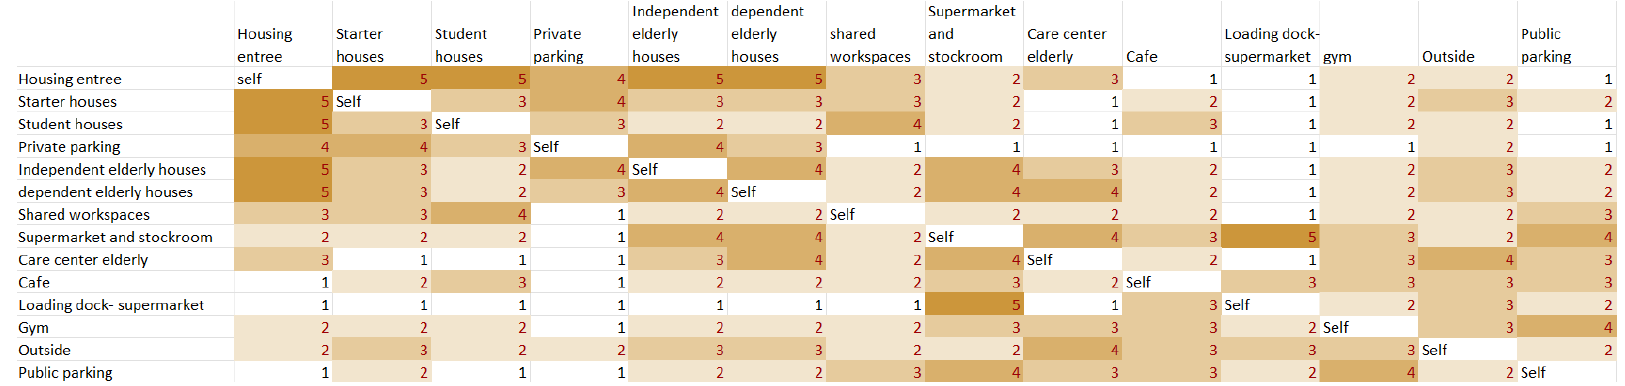 Independent dependent Supermarket
Housing Starter Student Private elderly elderly shared and Care center Loading dock- Public
entree houses houses parking houses houses workspaces stockroom elderly Cafe supermarket gym Outside parking
Housing entree self 5 5 4 5 5 3 2 3 1 1 2 2 1
Starter houses 5 Self 3 4 3 3 3 2 1 2 1 2 3 2
Student houses 5 3 Self 3 2 2 4 2 1 3 1 2 2 1
Private parking 4 4 3 Self 4 3 1 1 1 1 1 1 2 1
Independent elderly houses 5 3 2 4 Self 4 2 4 3 2 1 2 3 2
dependent elderly houses 5 3 2 3 4 Self 2 4 4 2 1 2 3 2
Shared workspaces 3 3 4 1 2 2 Self 2 2 2 1 2 2 3
Supermarket and stockroom 2 2 2 1 4 4 2 Self 4 3 5 3 2 4
Care center elderly 3 1 1 1 3 4 2 4 Self 2 1 3 4 3
Cafe 1 2 3 1 2 2 2 3 2 Self 3 3 3 3
Loading dock- supermarket 1 1 1 1 1 1 1 5 1 3 Self 2 3 2
Gym 2 2 2 1 2 2 2 3 3 3 2 Self 3 4
Outside 2 3 2 2 3 3 2 2 4 3 3 3 Self 2
Public parking 1 2 1 1 2 2 3 4 3 3 2 4 2 Self